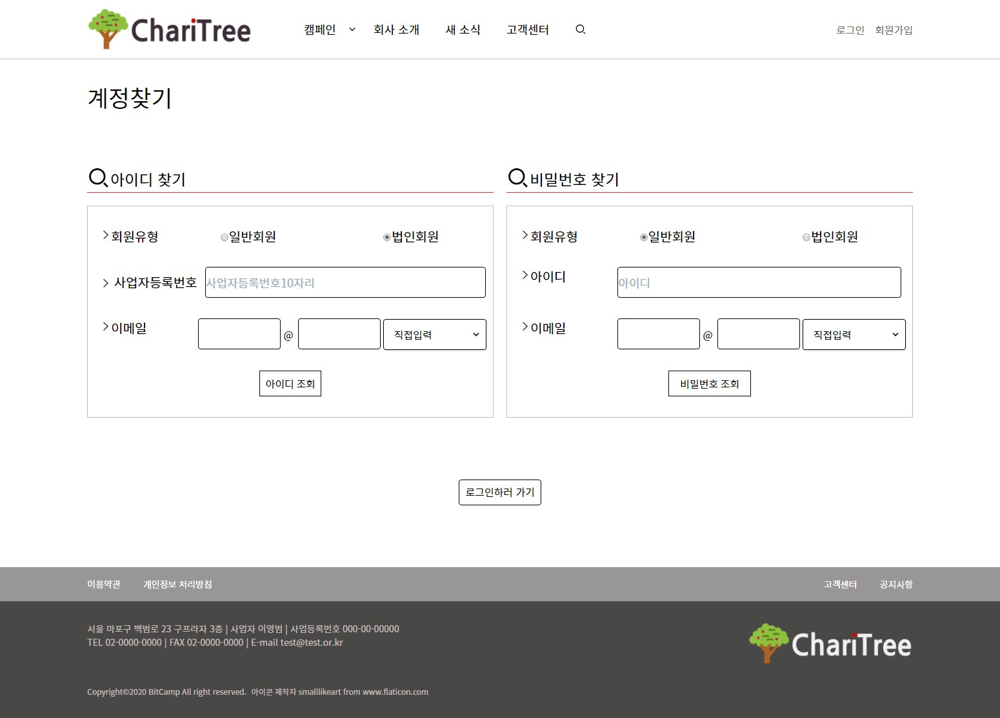 ChariTree 캠페인 회사 소개 새 소식 고객센터 로그인 회원가입
계정찾기
아이디 찾기
회원유형 일반회원 법인회원
사업자등록번호 사업자등록번호10자리
이메일 @ 직접입력
아이디 조회
비밀번호 찾기
회원유형 일반회원 법인회원
아이디 아이디
이메일 @ 직접입력
비밀번호 조회
로그인하러 가기
이용약관 개인정보 처리방침 고객센터 공지사항
서울 마포구 백범로 23 구프라자 3층 | 사업자 이영범 | 사업등록번호 000-00-00000
TEL 02-0000-0000 | FAX 02-0000-0000 | E-mail test@test.or.kr
ChariTree
Copyright©2020 BitCamp All right reserved. 아이콘 제작자 smalllikeart from www.flaticon.com